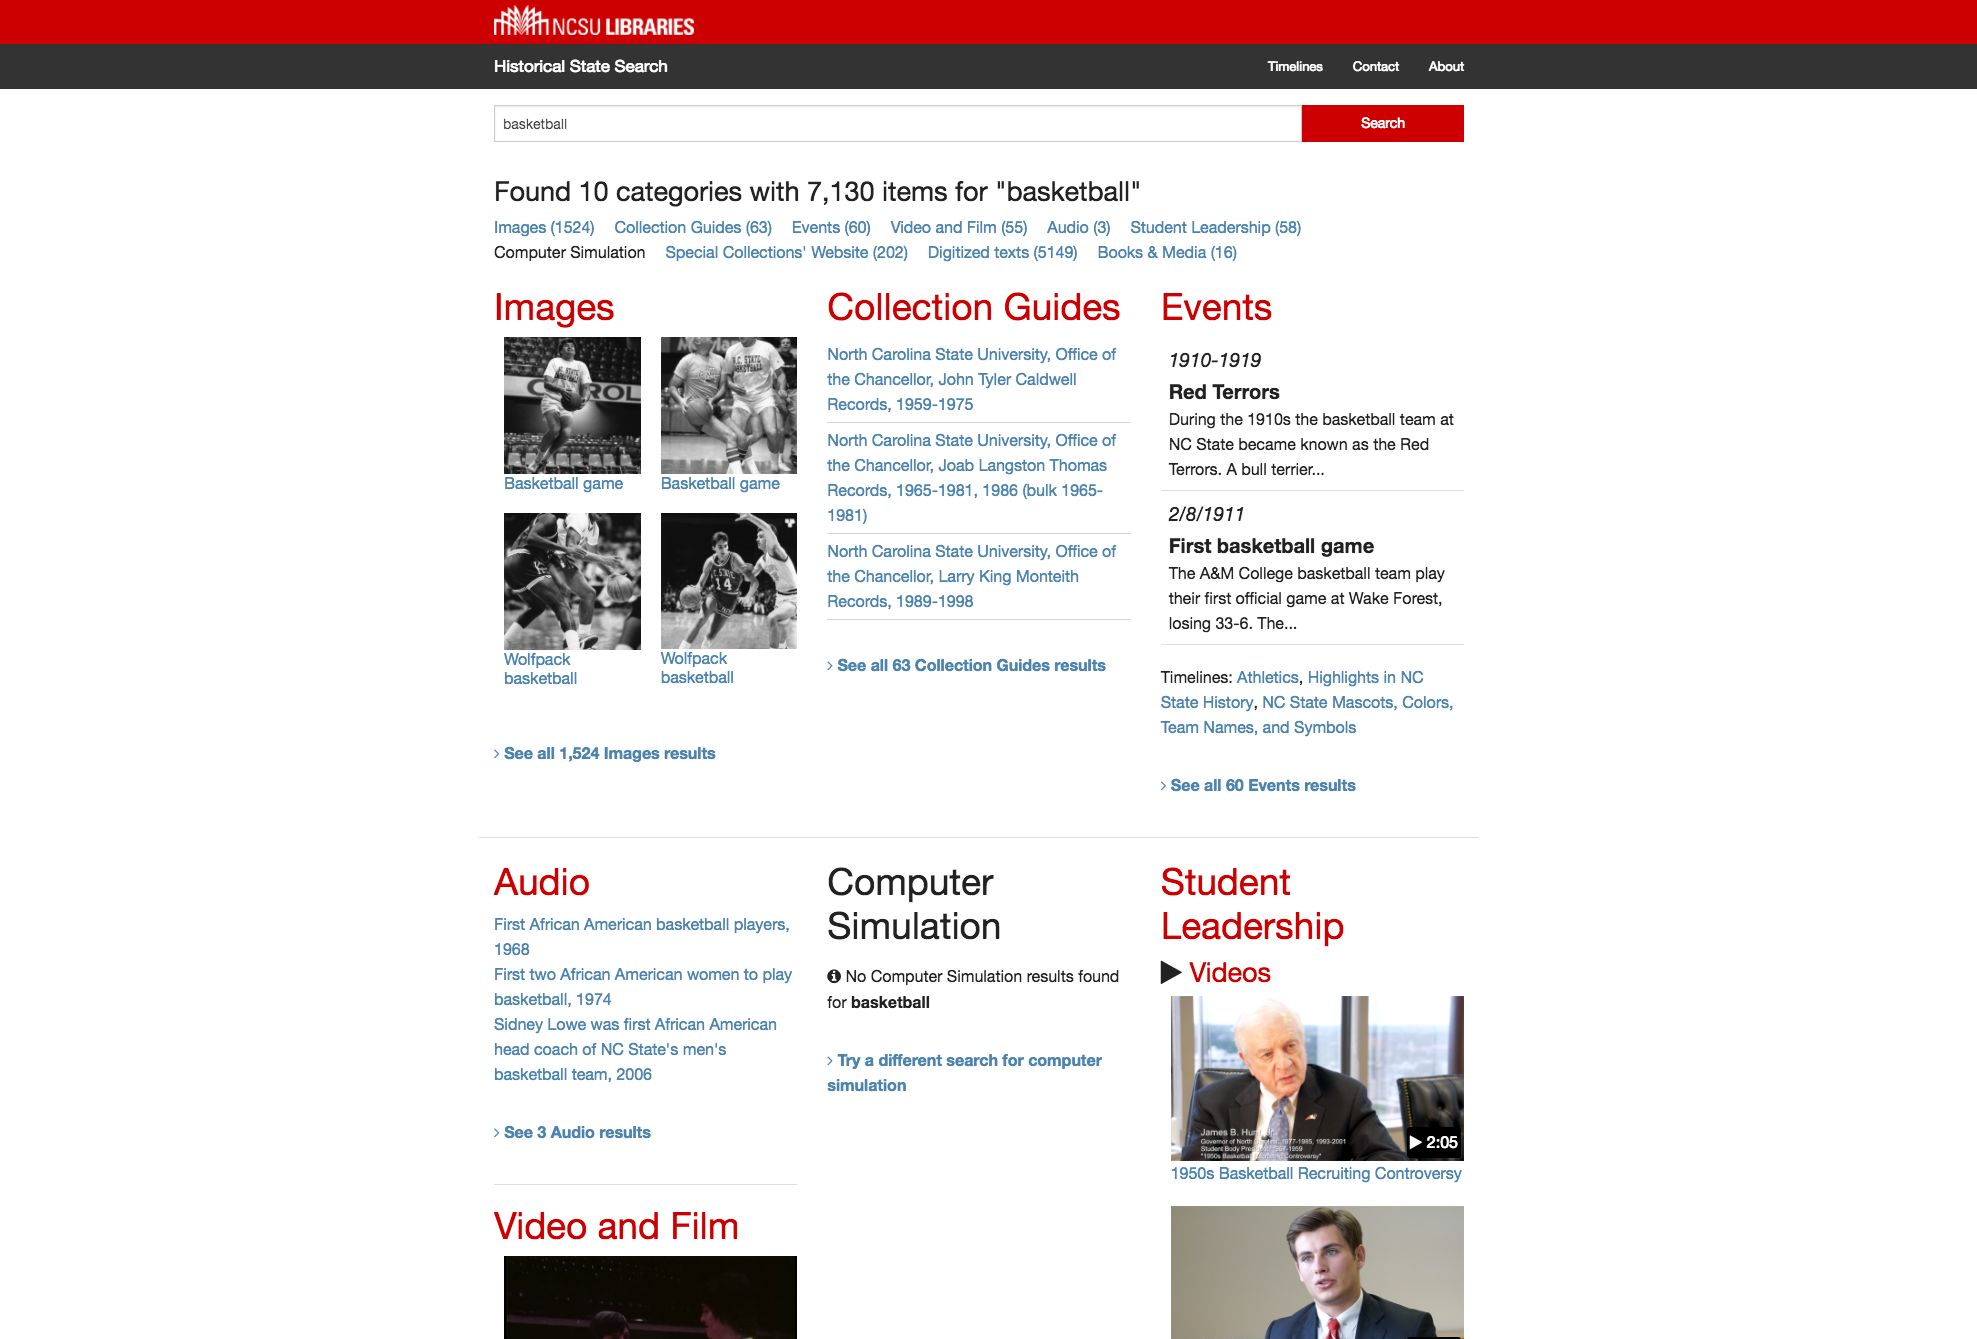 NCSU LIBRARIES
Historical State Search
Timelines Contact About
basketball
Search
Found 10 categories with 7,130 items for "basketball"
Images (1524) Collection Guides (63) Events (60) Video and Film (55) Audio (3) Student Leadership (58)
Computer Simulation Special Collections' Website (202) Digitized texts (5149) Books & Media (16)
Images
Basketball game
Basketball game
Wolfpack
basketball
14
Wolfpack
basketball
> See all 1,524 Images results
Collection Guides
North Carolina State University, Office of
the Chancellor, John Tyler Caldwell
Records, 1959-1975
North Carolina State University, Office of
the Chancellor, Joab Langston Thomas
Records, 1965-1981, 1986 (bulk 1965-
1981)
North Carolina State University, Office of
the Chancellor, Larry King Monteith
Records, 1989-1998
> See all 63 Collection Guides results
Events
1910-1919
Red Terrors
During the 1910s the basketball team at
NC State became known as the Red
Terrors. A bull terrier...
2/8/1911
First basketball game
The A&M College basketball team play
their first official game at Wake Forest,
losing 33-6. The...
Timelines: Athletics, Highlights in NC
State History, NC State Mascots, Colors,
Team Names, and Symbols
> See all 60 Events results
Audio
First African American basketball players,
1968
First two African American women to play
basketball, 1974
Sidney Lowe was first African American
head coach of NC State's men's
basketball team, 2006
> See 3 Audio results
Video and Film
Computer
Simulation
No Computer Simulation results found
for basketball
> Try a different search for computer
simulation
Student
Leadership
Videos
James B.
Governor of North 1977-1985, 1993-2001
Student Body
"1950s Basketball
2:05
1950s Basketball Recruiting Controversy